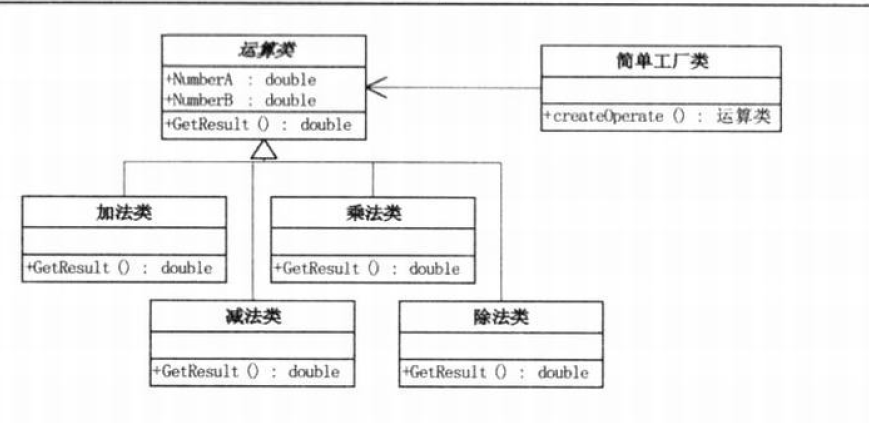 运算类
+NumberA : double
+NumberB : double
+GetResult () : double
简单工厂类
+createOperate () : 运算类
加法类
+GetResult () : double
乘法类
+GetResult () : double
减法类
+GetResult () : double
除法类
+GetResult () : double